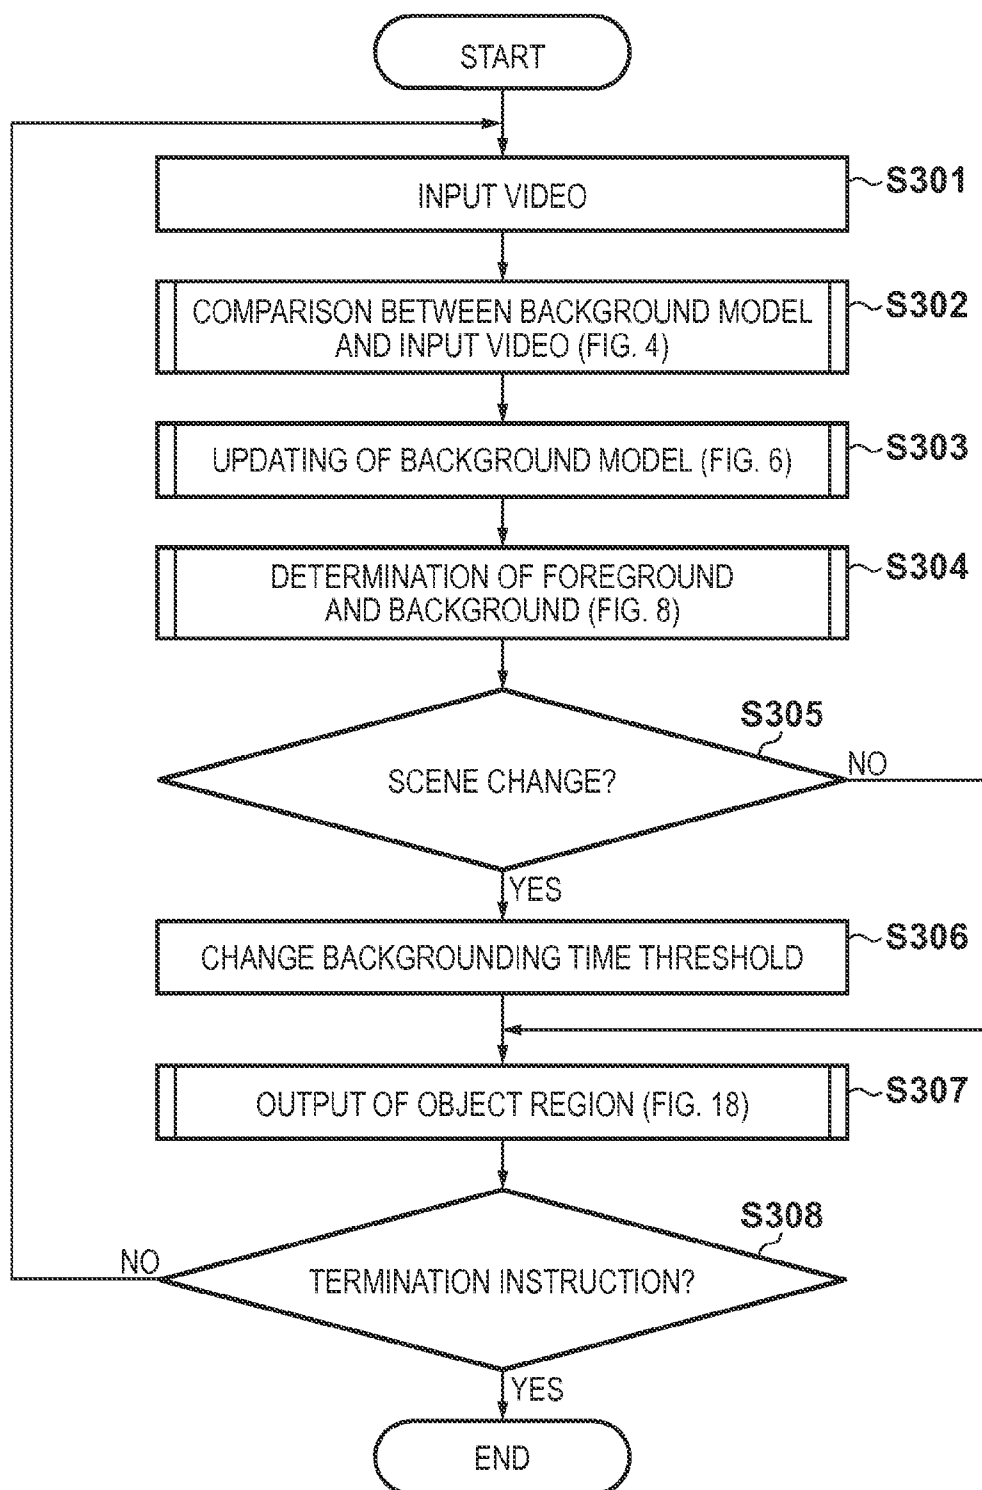 START
INPUT VIDEO
S301
COMPARISON BETWEEN BACKGROUND MODEL
AND INPUT VIDEO (FIG. 4)
S302
UPDATING OF BACKGROUND MODEL (FIG. 6)
S303
DETERMINATION OF FOREGROUND
AND BACKGROUND (FIG. 8)
S304
S305
SCENE CHANGE?
NO
YES
CHANGE BACKGROUNDING TIME THRESHOLD
S306
OUTPUT OF OBJECT REGION (FIG. 18)
S307
S308
NO
TERMINATION INSTRUCTION?
YES
END